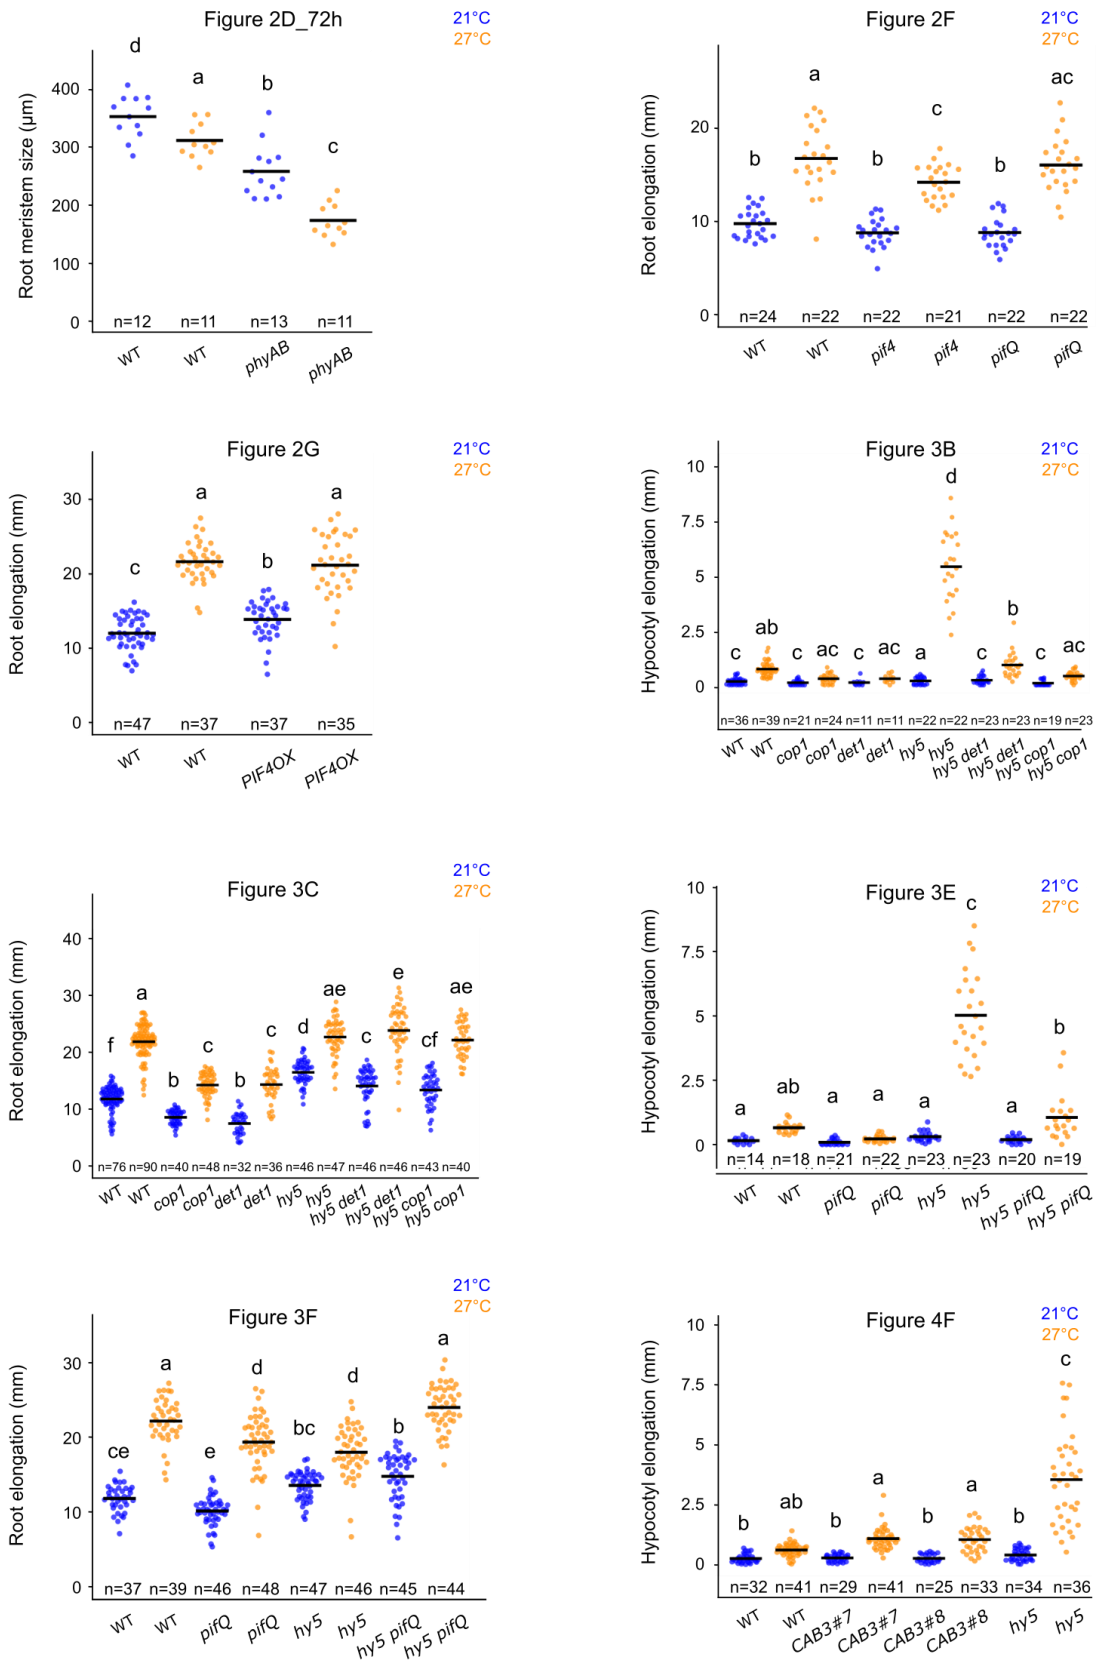 Figure 2D_72h
21°C
27°C
Root meristem size (µm)
400
300
200
100
0
d
a
b
c
n=12 n=11 n=13 n=11
WT WT phyAB phyAB
Figure 2F
21°C
27°C
Root elongation (mm)
20
10
0
b a b c b ac
n=24 n=22 n=22 n=21 n=22 n=22
WT WT pif4 pif4 pifQ pifQ
Figure 2G
21°C
27°C
Root elongation (mm)
30
20
10
0
c a b a
n=47 n=37 n=37 n=35
WT WT PIF4OX PIF4OX
Figure 3B
21°C
27°C
Hypocotyl elongation (mm)
10
7.5
5
2.5
0
c ab c ac c ac a d c b c ac
n=36 n=39 n=21 n=24 n=11 n=11 n=22 n=22 n=23 n=23 n=19 n=23
WT WT cop1 cop1 det1 det1 hy5 hy5 hy5 det1 hy5 det1 hy5 cop1 hy5 cop1
Figure 3C
21°C
27°C
Root elongation (mm)
40
30
20
10
0
f a b c b c d ae c e cf ae
n=76 n=90 n=40 n=48 n=32 n=36 n=46 n=47 n=46 n=46 n=43 n=40
WT WT cop1 cop1 det1 det1 hy5 hy5 hy5 det1 hy5 det1 hy5 cop1 hy5 cop1
Figure 3E
21°C
27°C
Hypocotyl elongation (mm)
10
7.5
5
2.5
0
a ab a a a c a b
n=14 n=18 n=21 n=22 n=23 n=23 n=20 n=19
WT WT pifQ pifQ hy5 hy5 hy5 pifQ hy5 pifQ
Figure 3F
21°C
27°C
Root elongation (mm)
30
20
10
0
ce a e d bc d b a
n=37 n=39 n=46 n=48 n=47 n=46 n=45 n=44
WT WT pifQ pifQ hy5 hy5 hy5 pifQ hy5 pifQ
Figure 4F
21°C
27°C
Hypocotyl elongation (mm)
10
7.5
5
2.5
0
b ab b a b a b c
n=32 n=41 n=29 n=41 n=25 n=33 n=34 n=36
WT WT CAB3#7 CAB3#7 CAB3#8 CAB3#8 hy5 hy5